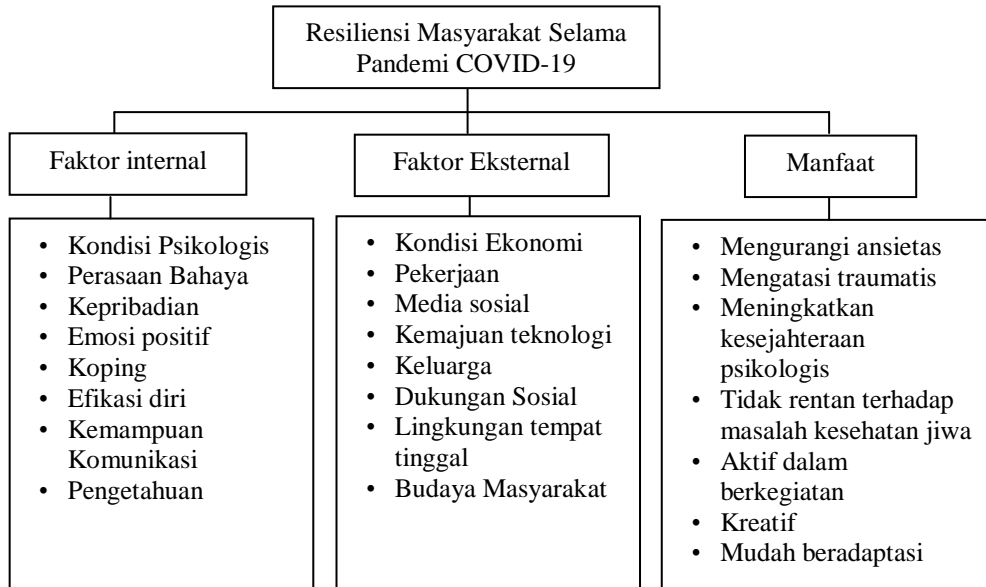 Resiliensi Masyarakat Selama
Pandemi COVID-19
Faktor internal
Faktor Eksternal
Manfaat
• Kondisi Psikologis
• Perasaan Bahaya
• Kepribadian
• Emosi positif
• Koping
• Efikasi diri
• Kemampuan
Komunikasi
• Pengetahuan
• Kondisi Ekonomi
• Pekerjaan
• Media sosial
• Kemajuan teknologi
• Keluarga
• Dukungan Sosial
• Lingkungan tempat
tinggal
• Budaya Masyarakat
• Mengurangi ansietas
• Mengatasi traumatis
• Meningkatkan
kesejahteraan
psikologis
• Tidak rentan terhadap
masalah kesehatan jiwa
• Aktif dalam
berkegiatan
• Kreatif
• Mudah beradaptasi